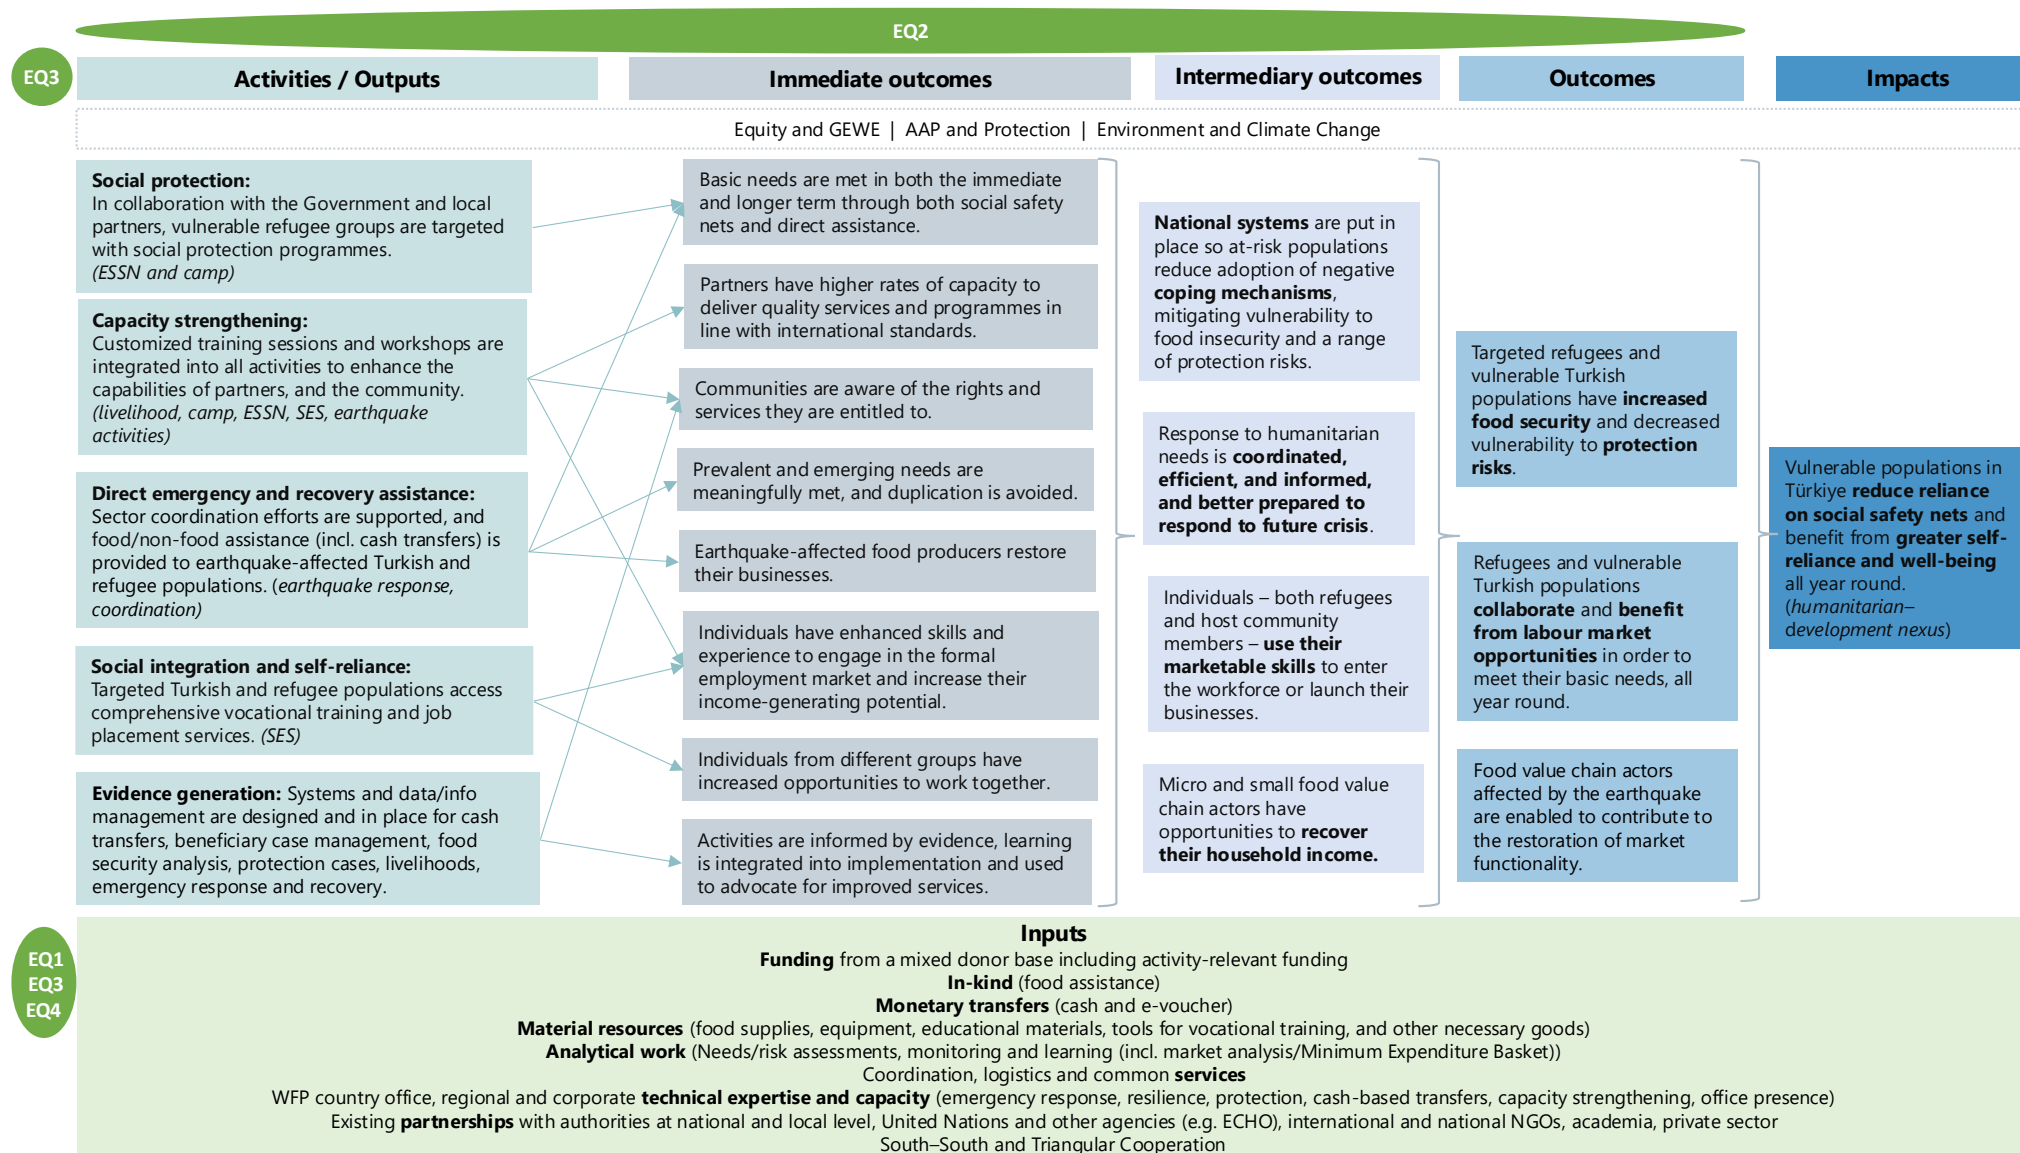 EQ2
EQ3
Activities / Outputs
Immediate outcomes
Intermediary outcomes
Outcomes
Impacts
Equity and GEWE | AAP and Protection | Environment and Climate Change
Social protection:
In collaboration with the Government and local
partners, vulnerable refugee groups are targeted
with social protection programmes.
(ESSN and camp)
Capacity strengthening:
Customized training sessions and workshops are
integrated into all activities to enhance the
capabilities of partners, and the community.
(livelihood, camp, ESSN, SES, earthquake
activities)
Direct emergency and recovery assistance:
Sector coordination efforts are supported, and
food/non-food assistance (incl. cash transfers) is
provided to earthquake-affected Turkish and
refugee populations. (earthquake response,
coordination)
Social integration and self-reliance:
Targeted Turkish and refugee populations access
comprehensive vocational training and job
placement services. (SES)
Evidence generation: Systems and data/info
management are designed and in place for cash
transfers, beneficiary case management, food
security analysis, protection cases, livelihoods,
emergency response and recovery.
Basic needs are met in both the immediate
and longer term through both social safety
nets and direct assistance.
Partners have higher rates of capacity to
deliver quality services and programmes in
line with international standards.
Communities are aware of the rights and
services they are entitled to.
Prevalent and emerging needs are
meaningfully met, and duplication is avoided.
Earthquake-affected food producers restore
their businesses.
Individuals have enhanced skills and
experience to engage in the formal
employment market and increase their
income-generating potential.
Individuals from different groups have
increased opportunities to work together.
Activities are informed by evidence, learning
is integrated into implementation and used
to advocate for improved services.
National systems are put in
place so at-risk populations
reduce adoption of negative
coping mechanisms,
mitigating vulnerability to
food insecurity and a range
of protection risks.
Response to humanitarian
needs is coordinated,
efficient, and informed,
and better prepared to
respond to future crisis.
Individuals – both refugees
and host community
members – use their
marketable skills to enter
the workforce or launch their
businesses.
Micro and small food value
chain actors have
opportunities to recover
their household income.
Targeted refugees and
vulnerable Turkish
populations have increased
food security and decreased
vulnerability to protection
risks.
Refugees and vulnerable
Turkish populations
collaborate and benefit
from labour market
opportunities in order to
meet their basic needs, all
year round.
Food value chain actors
affected by the earthquake
are enabled to contribute to
the restoration of market
functionality.
Vulnerable populations in
Türkiye reduce reliance
on social safety nets and
benefit from greater self-
reliance and well-being
all year round.
(humanitarian–
development nexus)
EQ1
EQ3
EQ4
Inputs
Funding from a mixed donor base including activity-relevant funding
In-kind (food assistance)
Monetary transfers (cash and e-voucher)
Material resources (food supplies, equipment, educational materials, tools for vocational training, and other necessary goods)
Analytical work (Needs/risk assessments, monitoring and learning (incl. market analysis/Minimum Expenditure Basket))
Coordination, logistics and common services
WFP country office, regional and corporate technical expertise and capacity (emergency response, resilience, protection, cash-based transfers, capacity strengthening, office presence)
Existing partnerships with authorities at national and local level, United Nations and other agencies (e.g. ECHO), international and national NGOs, academia, private sector
South–South and Triangular Cooperation